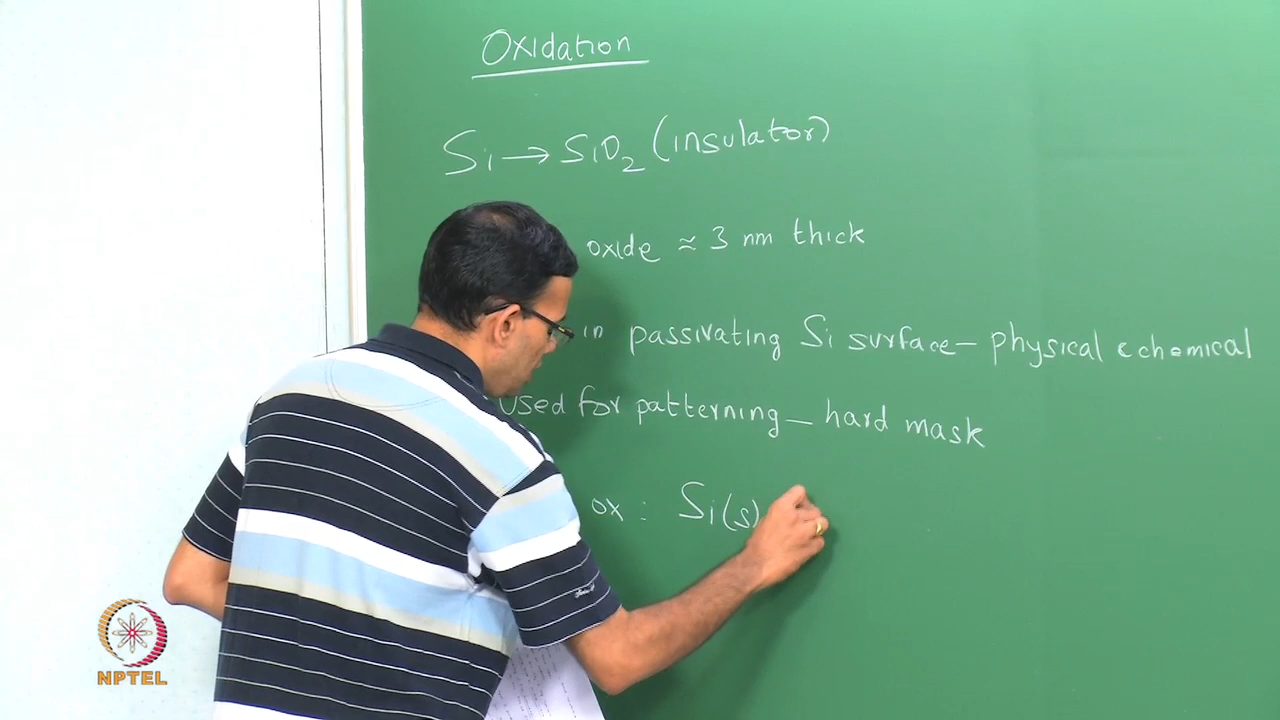 Oxidation
Si → SiO₂ (insulator)
oxide ≈ 3 nm thick
in passivating Si surface – physical & chemical
used for patterning – hard mask
ox : Si(s)
NPTEL